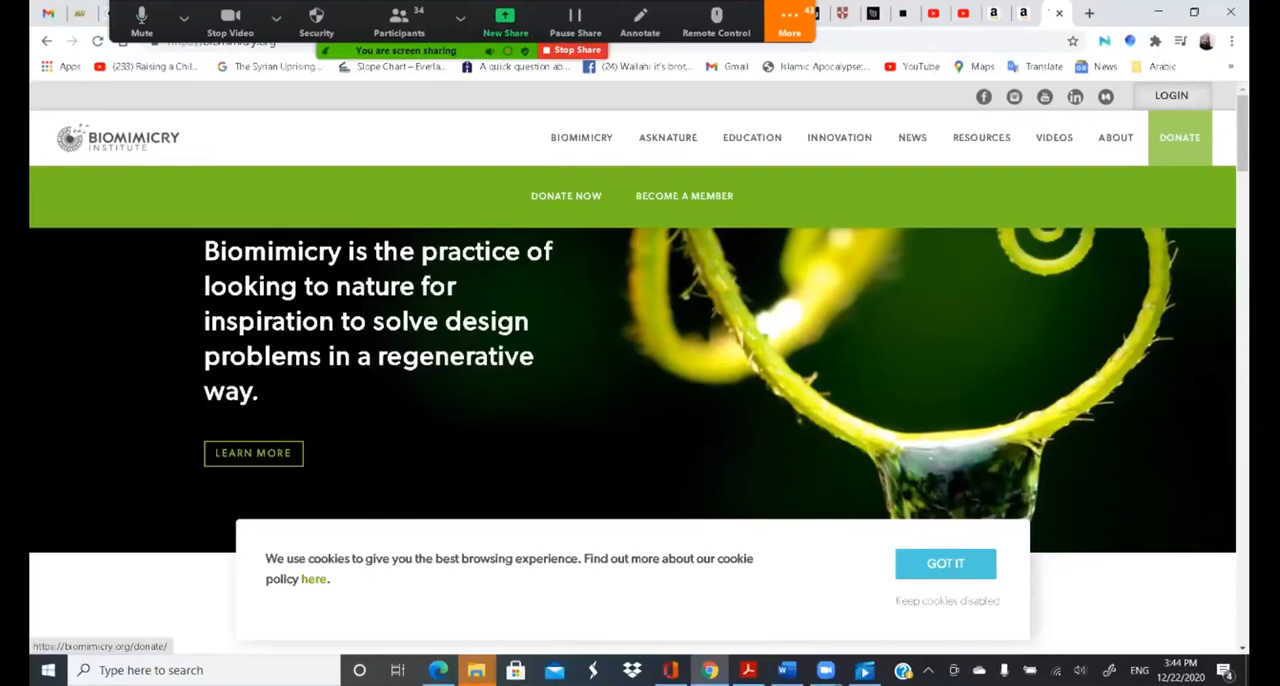 34
43
Mute
Stop Video
Security
Participants
New Share
Pause Share
Annotate
Remote Control
More
You are screen sharing
Stop Share
Apps
(233) Raising a Chil...
The Syrian Uprising...
Slope Chart – Everla...
A quick question ab...
(24) Wallahi it's brot...
Gmail
Islamic Apocalypse:...
YouTube
Maps
Translate
News
Arabic
»
LOGIN
BIOMIMICRY
INSTITUTE
BIOMIMICRY
ASKNATURE
EDUCATION
INNOVATION
NEWS
RESOURCES
VIDEOS
ABOUT
DONATE
DONATE NOW
BECOME A MEMBER
Biomimicry is the practice of
looking to nature for
inspiration to solve design
problems in a regenerative
way.
LEARN MORE
We use cookies to give you the best browsing experience. Find out more about our cookie
policy here.
GOT IT
Keep cookies disabled
https://biomimicry.org/donate/
Type here to search
ENG
3:44 PM
12/22/2020
4